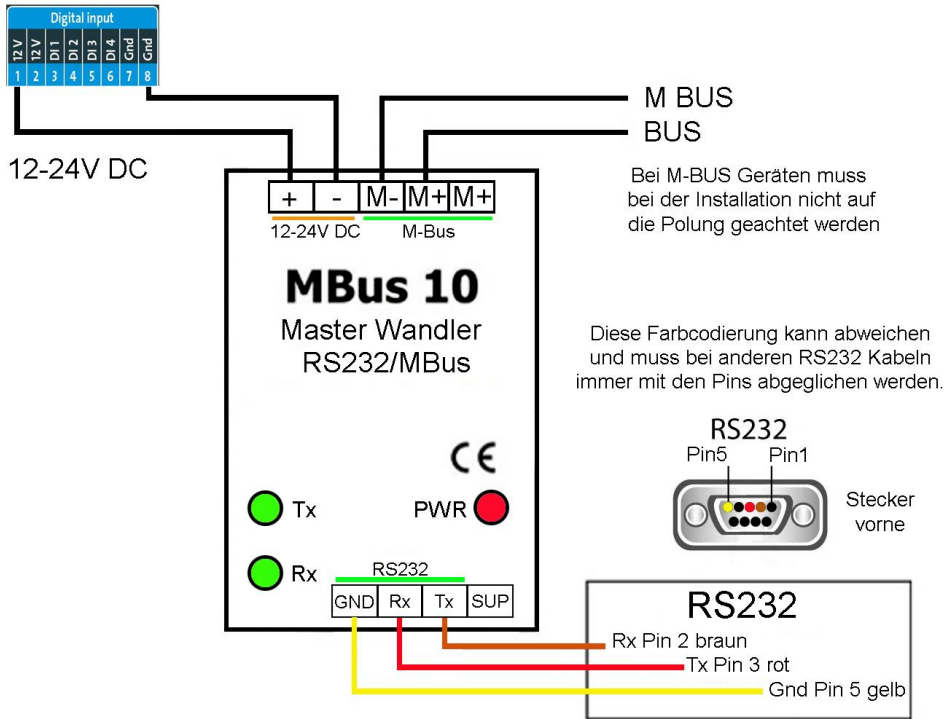 Digital input
12 V 12 V DI 1 DI 2 DI 3 DI 4 Gnd Gnd
1 2 3 4 5 6 7 8
M BUS
BUS
12-24V DC
Bei M-BUS Geräten muss
bei der Installation nicht auf
die Polung geachtet werden
+ - M- M+ M+
12-24V DC M-Bus
MBus 10
Master Wandler
RS232/MBus
Diese Farbcodierung kann abweichen
und muss bei anderen RS232 Kabeln
immer mit den Pins abgeglichen werden.
RS232
Pin5 Pin1
Stecker
vorne
CE
Tx PWR
Rx
RS232
GND Rx Tx SUP
RS232
Rx Pin 2 braun
Tx Pin 3 rot
Gnd Pin 5 gelb